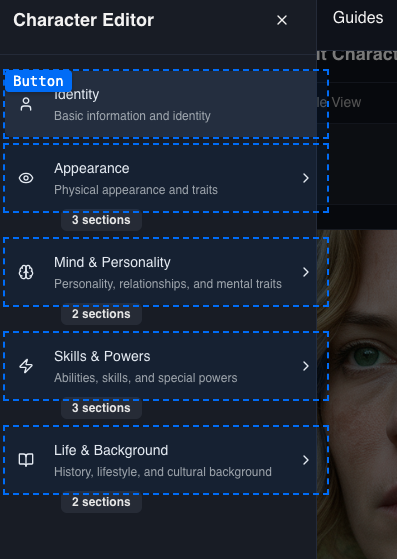 Character Editor
Guides
t Charact
Button
Identity
Basic information and identity
le View
Appearance
Physical appearance and traits
3 sections
Mind & Personality
Personality, relationships, and mental traits
2 sections
Skills & Powers
Abilities, skills, and special powers
3 sections
Life & Background
History, lifestyle, and cultural background
2 sections